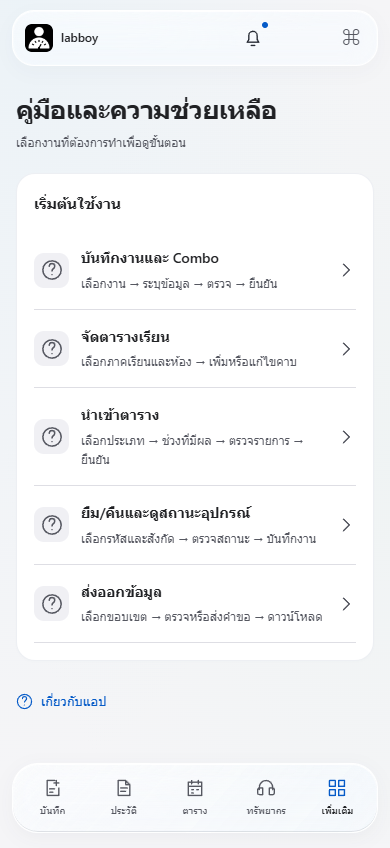 labboy
คู่มือและความช่วยเหลือ
เลือกงานที่ต้องการทำเพื่อดูขั้นตอน
เริ่มต้นใช้งาน
บันทึกงานและ Combo
เลือกงาน → ระบุข้อมูล → ตรวจ → ยืนยัน
จัดตารางเรียน
เลือกภาคเรียนและห้อง → เพิ่มหรือแก้ไขคาบ
นำเข้าตาราง
เลือกประเภท → ช่วงที่มีผล → ตรวจรายการ →
ยืนยัน
ยืม/คืนและดูสถานะอุปกรณ์
เลือกรหัสและสังกัด → ตรวจสถานะ → บันทึกงาน
ส่งออกข้อมูล
เลือกขอบเขต → ตรวจหรือส่งคำขอ → ดาวน์โหลด
เกี่ยวกับแอป
บันทึก
ประวัติ
ตาราง
ทรัพยากร
เพิ่มเติม